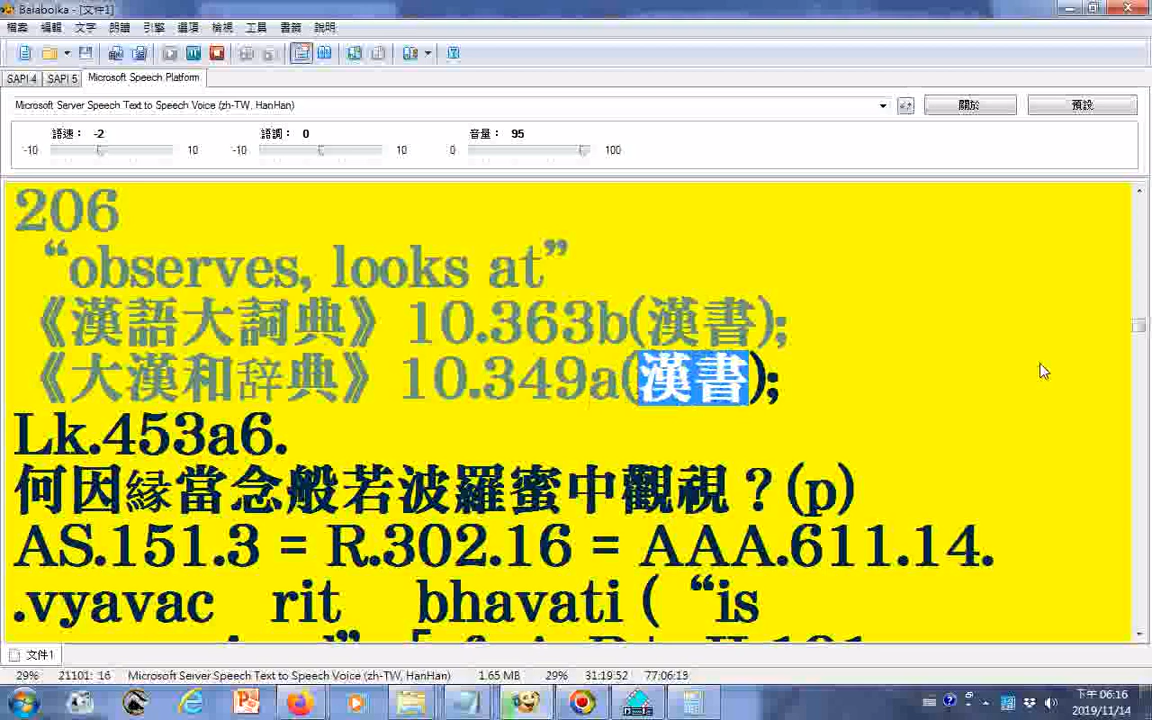 Balabolka - [文件1]
檔案 編輯 文字 朗讀 引擎 選項 檢視 工具 書籤 說明
SAPI 4 SAPI 5 Microsoft Speech Platform
Microsoft Server Speech Text to Speech Voice (zh-TW, HanHan) 關於 預設
語速： -2 語調： 0 音量： 95
-10 10 -10 10 0 100
206
“observes, looks at”
《漢語大詞典》 10.363b(漢書);
《大漢和辞典》 10.349a(漢書);
Lk.453a6.
何因縁當念般若波羅蜜中觀視？(p)
AS.151.3 = R.302.16 = AAA.611.14.
.vyavac rit bhavati ( “is
文件1
29% 21101: 16 Microsoft Server Speech Text to Speech Voice (zh-TW, HanHan) 1.65 MB 29% 31:19:52 77:06:19
下午 06:16
2019/11/14